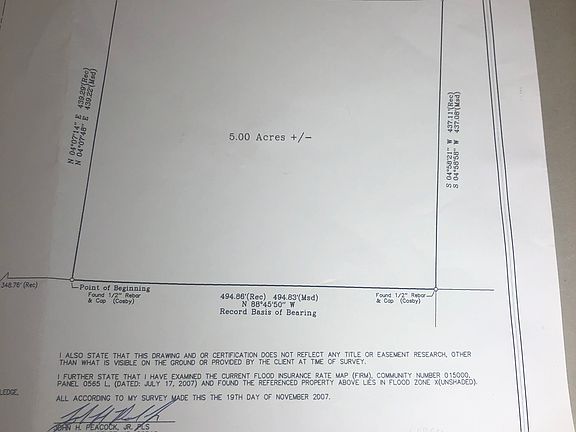 N 04°07'14" E 439.29'(Rec)
N 04°07'48" E 439.22'(Msd)
5.00 Acres +/-
S 04°58'21" W 437.11'(Rec)
S 04°58'58" W 437.08'(Msd)
348.76' (Rec)
Point of Beginning
Found 1/2" Rebar
& Cap (Cosby)
494.86'(Rec) 494.83'(Msd)
N 88°45'50" W
Record Basis of Bearing
Found 1/2" Rebar
& Cap (Cosby)
I ALSO STATE THAT THIS DRAWING AND OR CERTIFICATION DOES NOT REFLECT ANY TITLE OR EASEMENT RESEARCH, OTHER
THAN WHAT IS VISIBLE ON THE GROUND OR PROVIDED BY THE CLIENT AT TIME OF SURVEY.
I FURTHER STATE THAT I HAVE EXAMINED THE CURRENT FLOOD INSURANCE RATE MAP (FIRM), COMMUNITY NUMBER 015000,
PANEL 0565 L, (DATED: JULY 17, 2007) AND FOUND THE REFERENCED PROPERTY ABOVE LIES IN FLOOD ZONE X(UNSHADED).
LEDGE,
ALL ACCORDING TO MY SURVEY MADE THIS THE 19TH DAY OF NOVEMBER 2007.
JOHN H. PEACOCK, JR. PLS